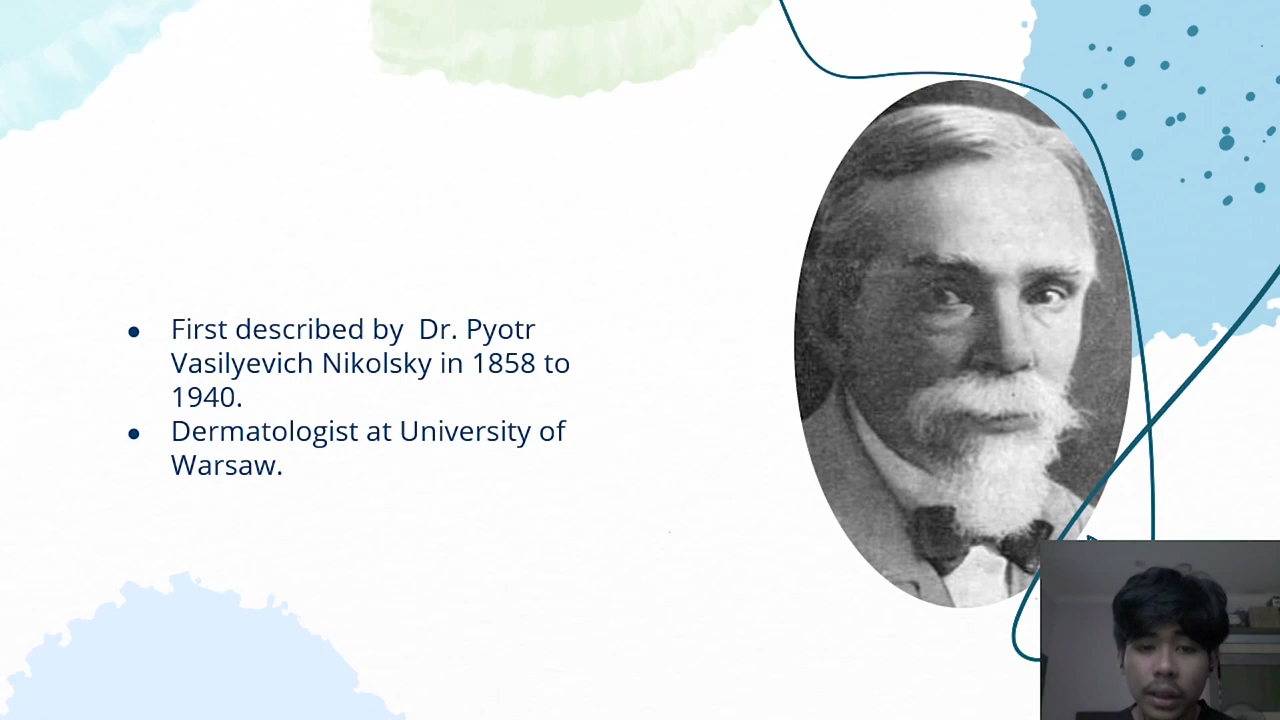 ● First described by  Dr. Pyotr
Vasilyevich Nikolsky in 1858 to
1940.
● Dermatologist at University of
Warsaw.